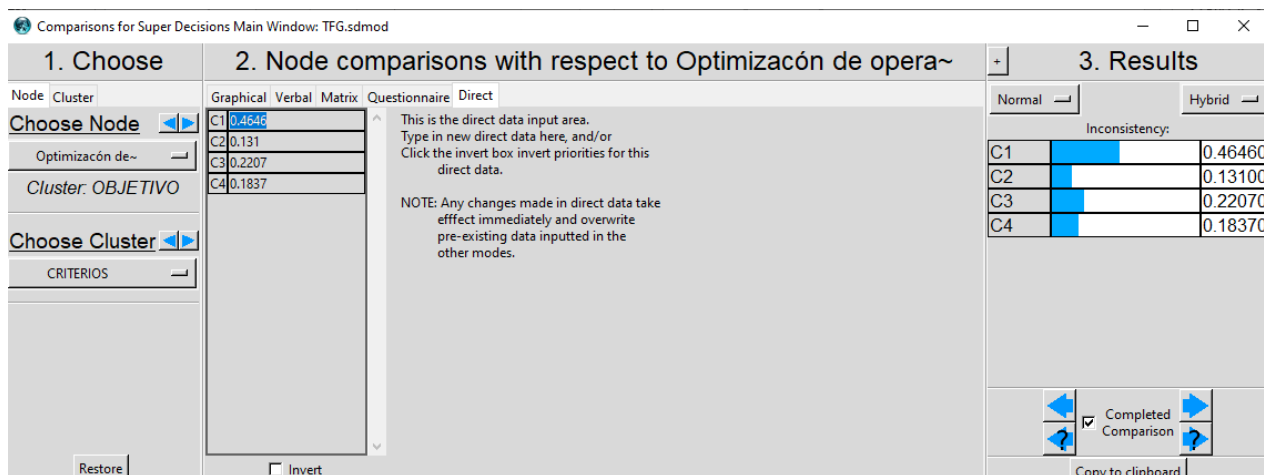 Comparisons for Super Decisions Main Window: TFG.sdmod
1. Choose
Node Cluster
Choose Node
Optimizacón de~
Cluster: OBJETIVO
Choose Cluster
CRITERIOS
Restore
2. Node comparisons with respect to Optimizacón de opera~
Graphical Verbal Matrix Questionnaire Direct
C1 0.4646
C2 0.131
C3 0.2207
C4 0.1837
Invert
This is the direct data input area.
Type in new direct data here, and/or
Click the invert box invert priorities for this
direct data.
NOTE: Any changes made in direct data take
efffect immediately and overwrite
pre-existing data inputted in the
other modes.
+
3. Results
Normal Hybrid
Inconsistency:
C1 0.46460
C2 0.13100
C3 0.22070
C4 0.18370
Completed
Comparison
? ?
Copy to clipboard